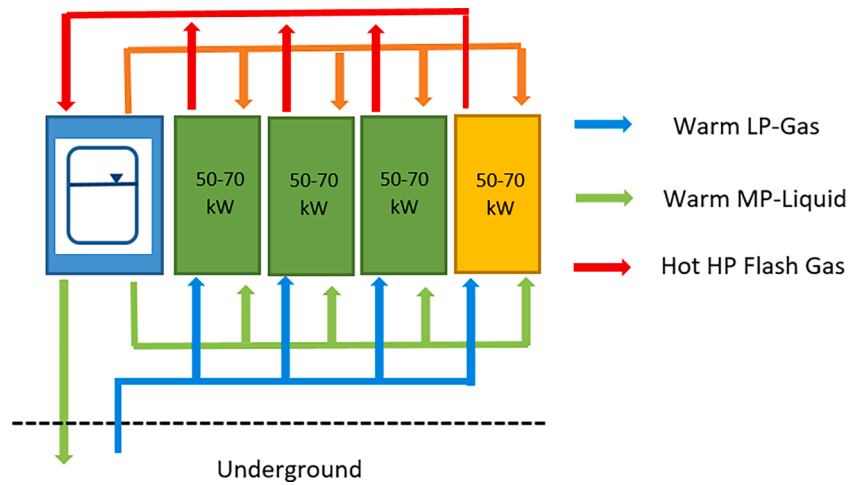 50-70
kW
50-70
kW
50-70
kW
50-70
kW
Warm LP-Gas
Warm MP-Liquid
Hot HP Flash Gas
Underground